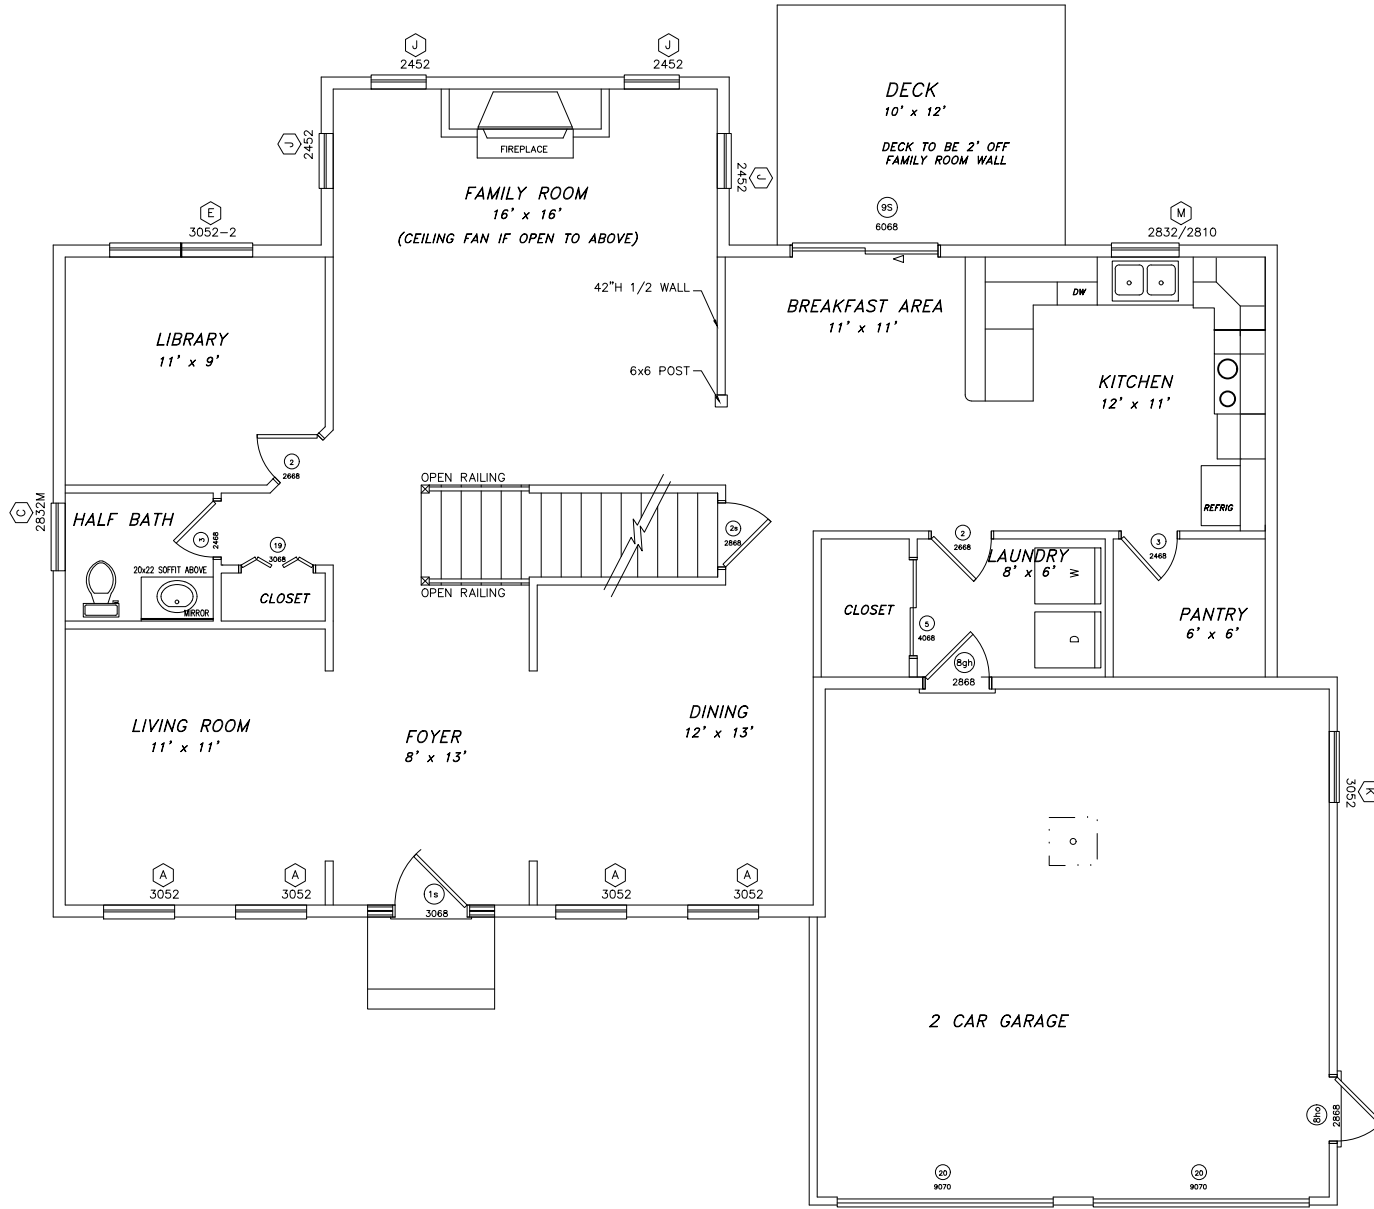 J
2452
J
2452
DECK
10' x 12'
DECK TO BE 2' OFF
FAMILY ROOM WALL
J
2452
FIREPLACE
J
2452
FAMILY ROOM
16' x 16'
(CEILING FAN IF OPEN TO ABOVE)
E
3052-2
9S
6068
M
2832/2810
42"H 1/2 WALL
BREAKFAST AREA
11' x 11'
DW
LIBRARY
11' x 9'
6x6 POST
KITCHEN
12' x 11'
2
2668
OPEN RAILING
REFRIG
C
2832M
HALF BATH
3
2468
19
3068
2s
2868
2
2668
3
2468
20x22 SOFFIT ABOVE
MIRROR
CLOSET
OPEN RAILING
LAUNDRY
8' x 6'
W
D
CLOSET
5
4068
PANTRY
6' x 6'
8gh
2868
LIVING ROOM
11' x 11'
FOYER
8' x 13'
DINING
12' x 13'
K
3052
A
3052
A
3052
1s
3068
A
3052
A
3052
2 CAR GARAGE
8ho
2868
20
9070
20
9070